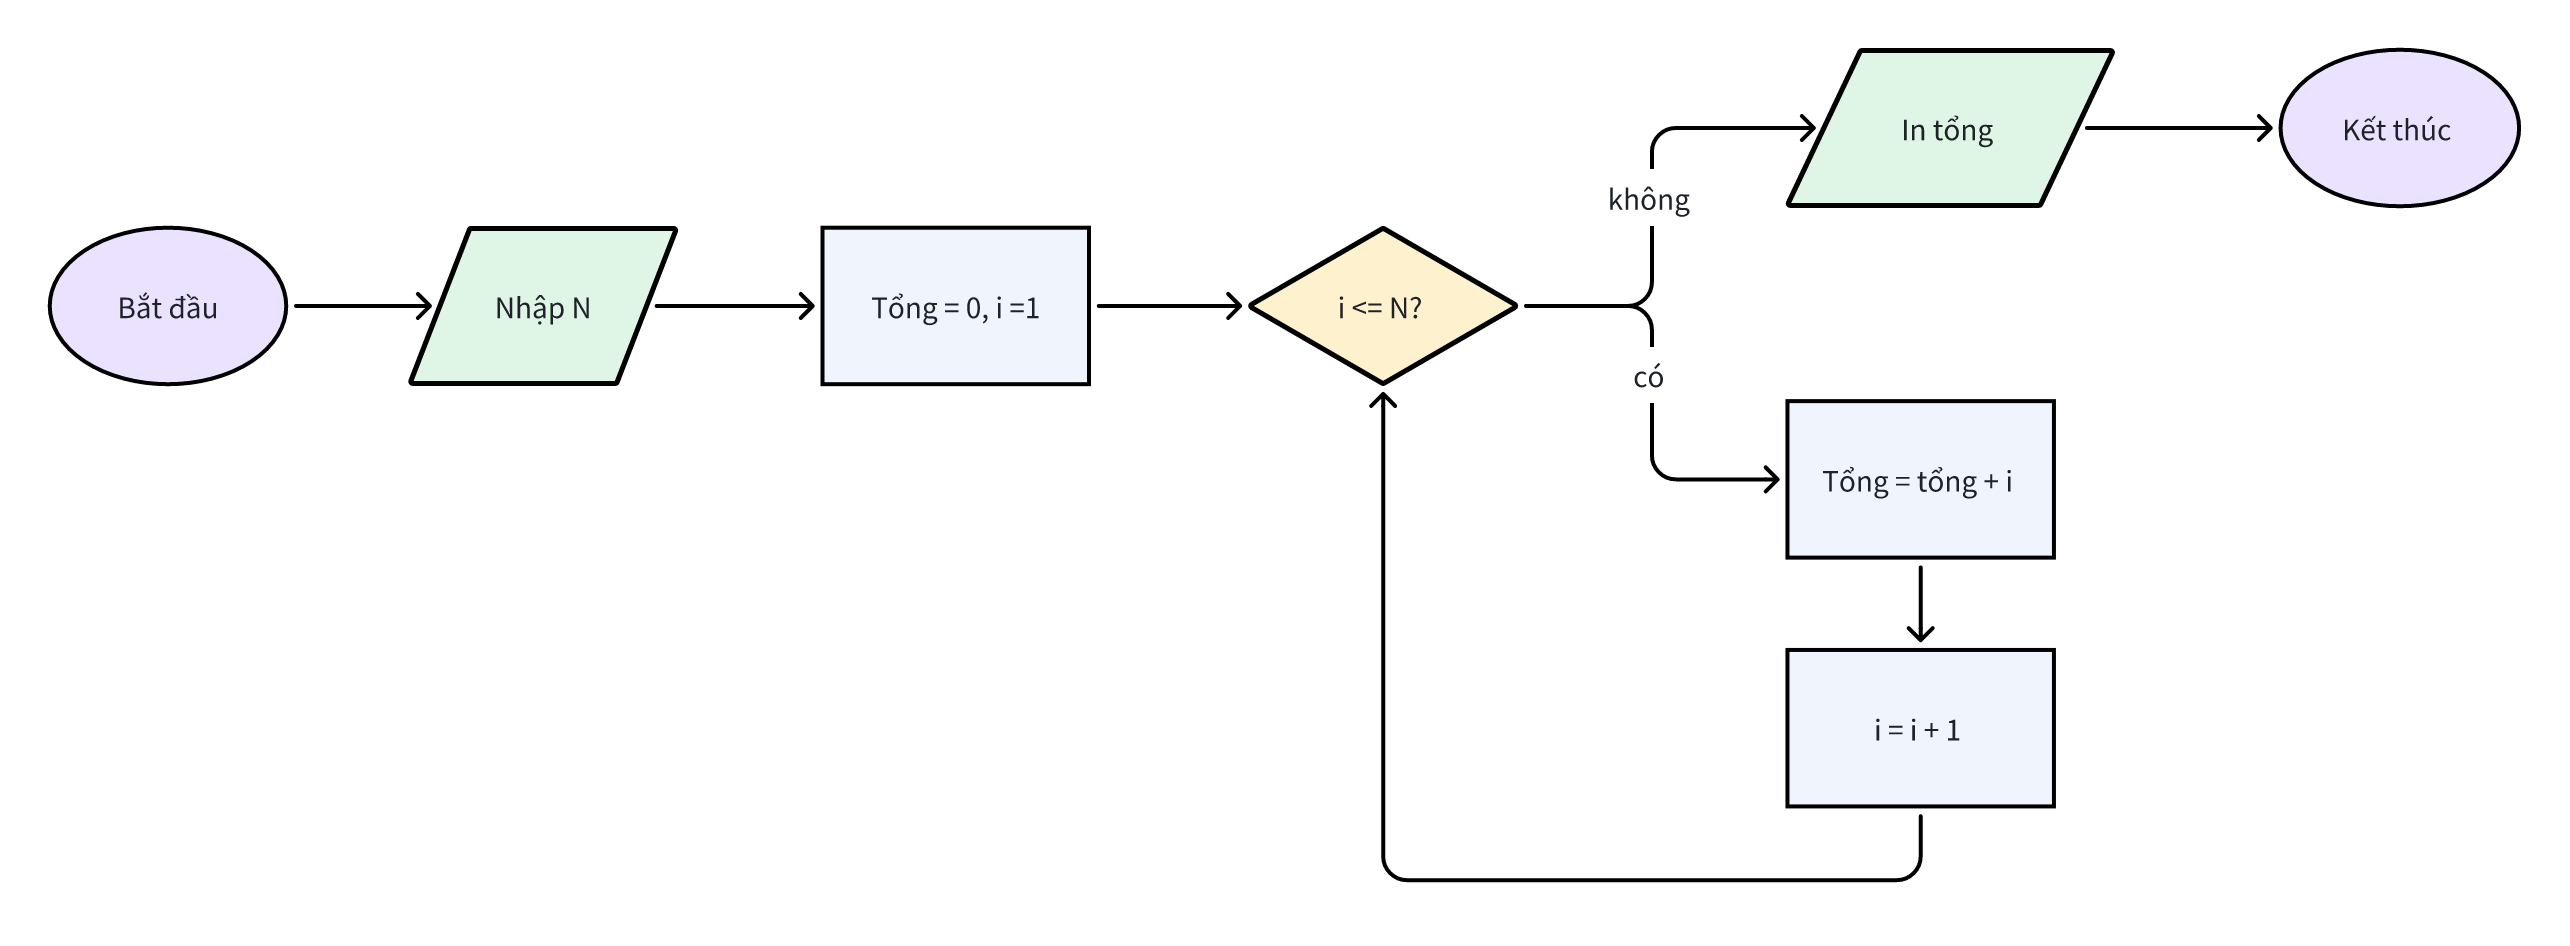 Bắt đầu
Nhập N
Tổng = 0, i =1
i <= N?
không
In tổng
Kết thúc
có
Tổng = tổng + i
i = i + 1